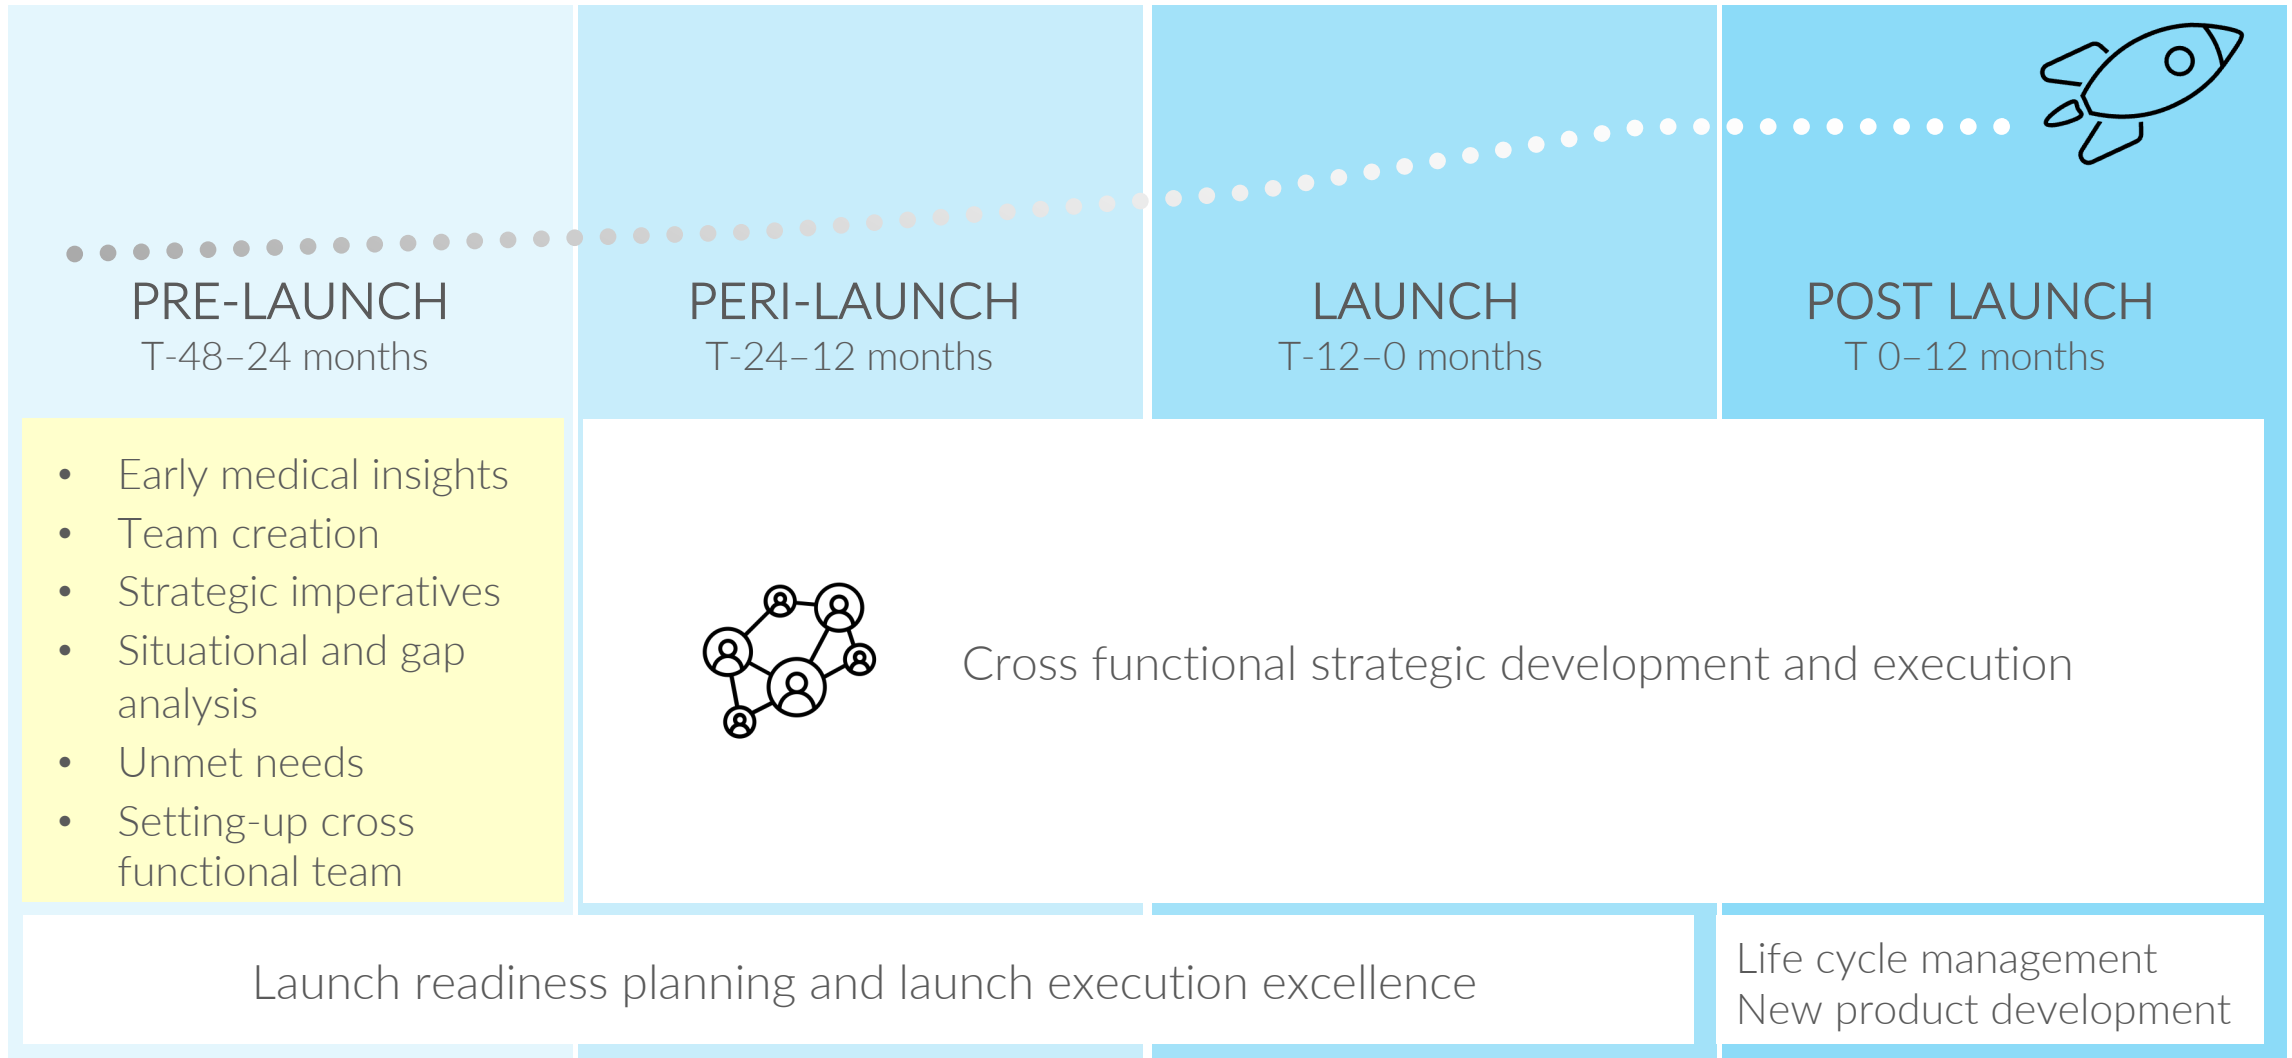 PRE-LAUNCH
T-48–24 months
PERI-LAUNCH
T-24–12 months
LAUNCH
T-12–0 months
POST LAUNCH
T 0–12 months
• Early medical insights
• Team creation
• Strategic imperatives
• Situational and gap
analysis
• Unmet needs
• Setting-up cross
functional team
Cross functional strategic development and execution
Launch readiness planning and launch execution excellence
Life cycle management
New product development